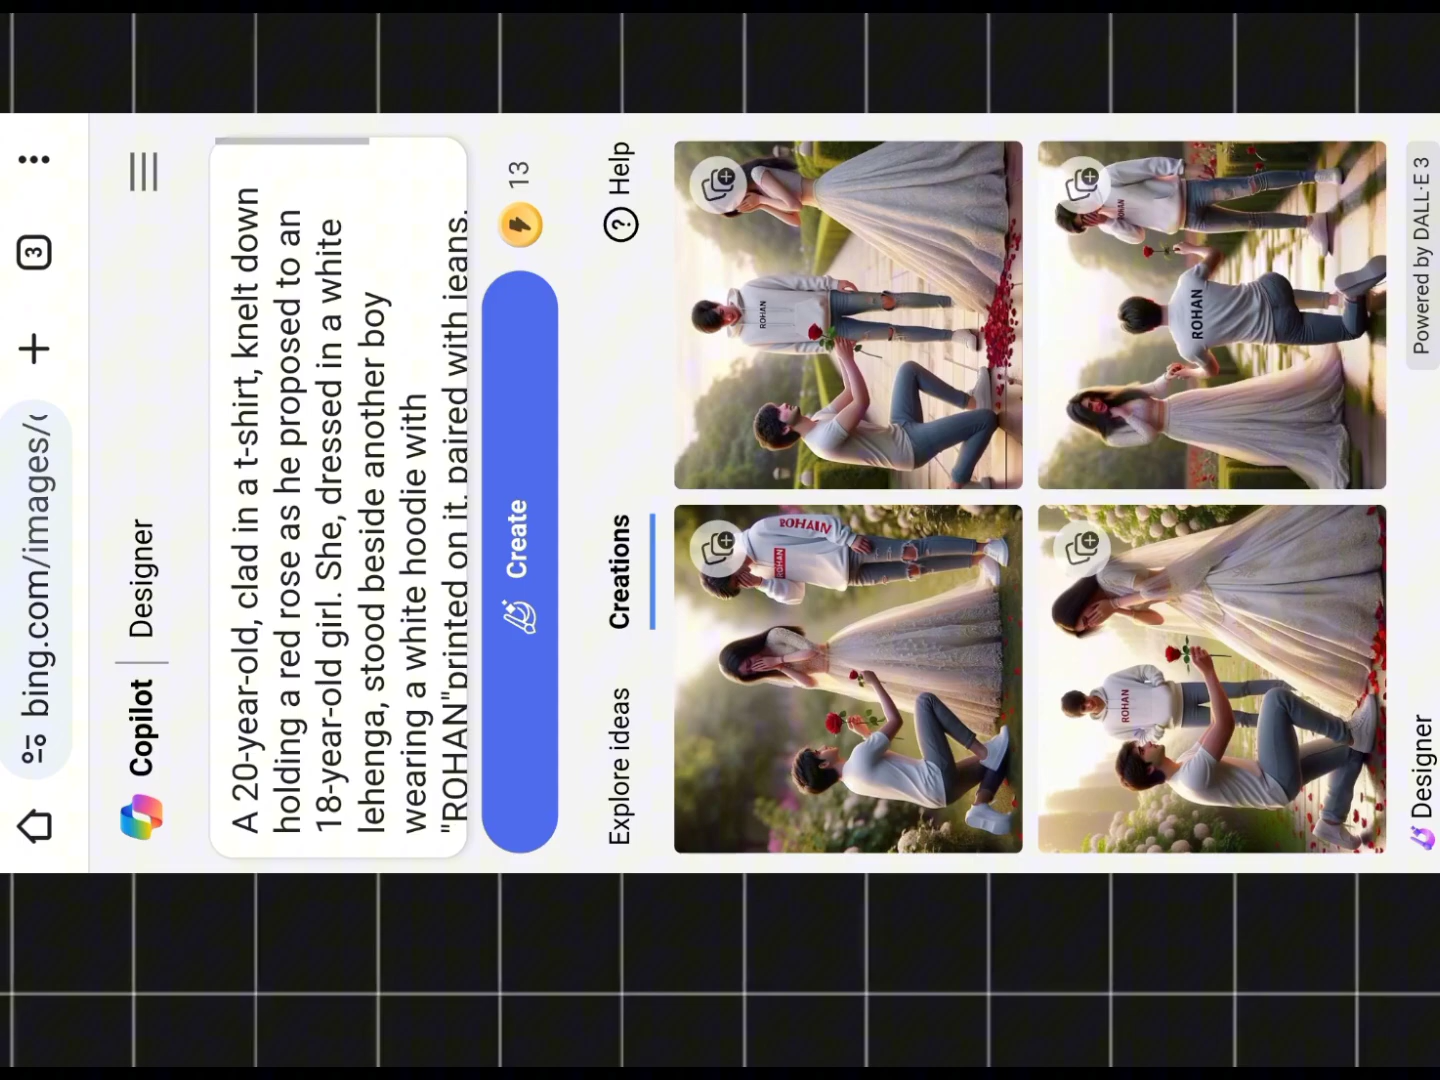 3
bing.com/images/c
Copilot | Designer
A 20-year-old, clad in a t-shirt, knelt down
holding a red rose as he proposed to an
18-year-old girl. She, dressed in a white
lehenga, stood beside another boy
wearing a white hoodie with
"ROHAN"printed on it, paired with jeans.
Create
13
Explore ideas
Creations
Help
ROHAN
ROHAN
ROHAN
ROHAN
ROHAN
Designer
Powered by DALL·E 3